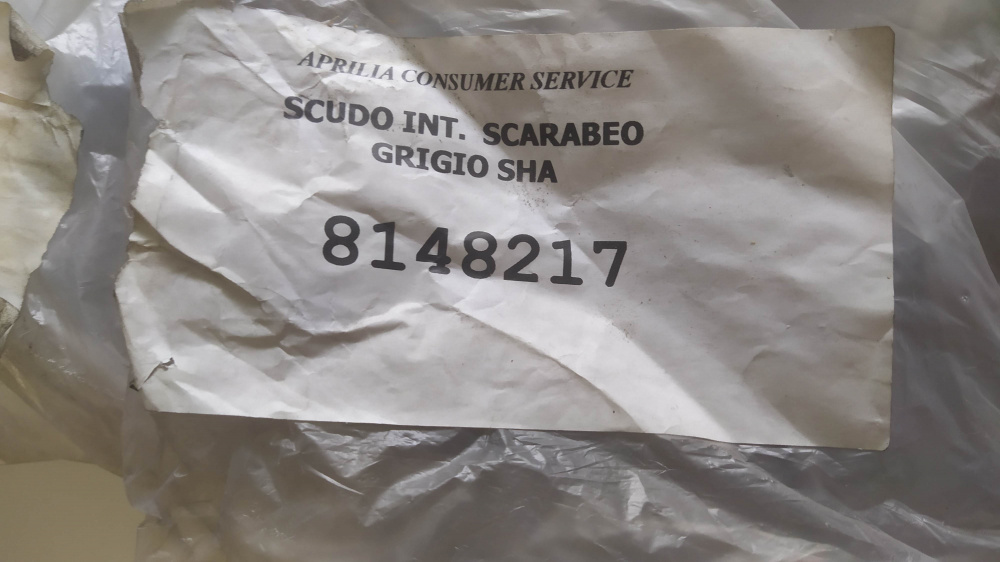 APRILIA CONSUMER SERVICE
SCUDO INT. SCARABEO
GRIGIO SHA
8148217